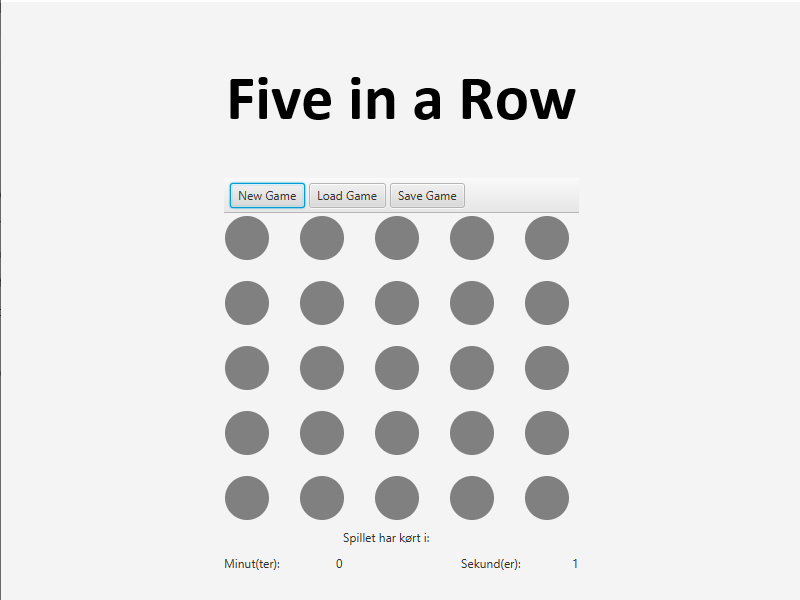 Five in a Row
New Game Load Game Save Game
Spillet har kørt i:
Minut(ter): 0 Sekund(er): 1